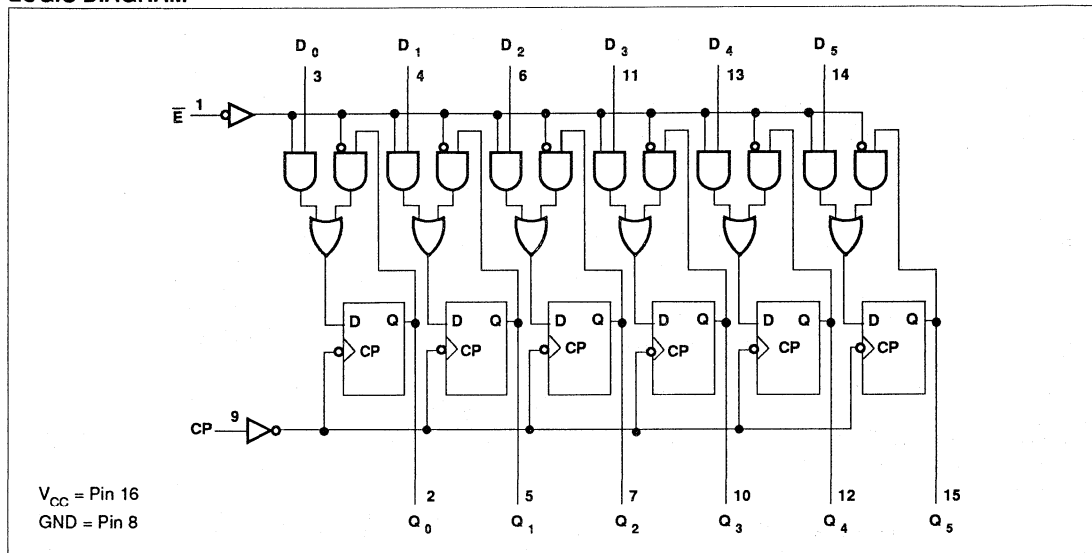 LOGIC DIAGRAM
D0 D1 D2 D3 D4 D5
3 4 6 11 13 14
E̅ 1
D Q D Q D Q D Q D Q D Q
CP CP CP CP CP CP
CP 9
VCC = Pin 16
GND = Pin 8
2 5 7 10 12 15
Q0 Q1 Q2 Q3 Q4 Q5